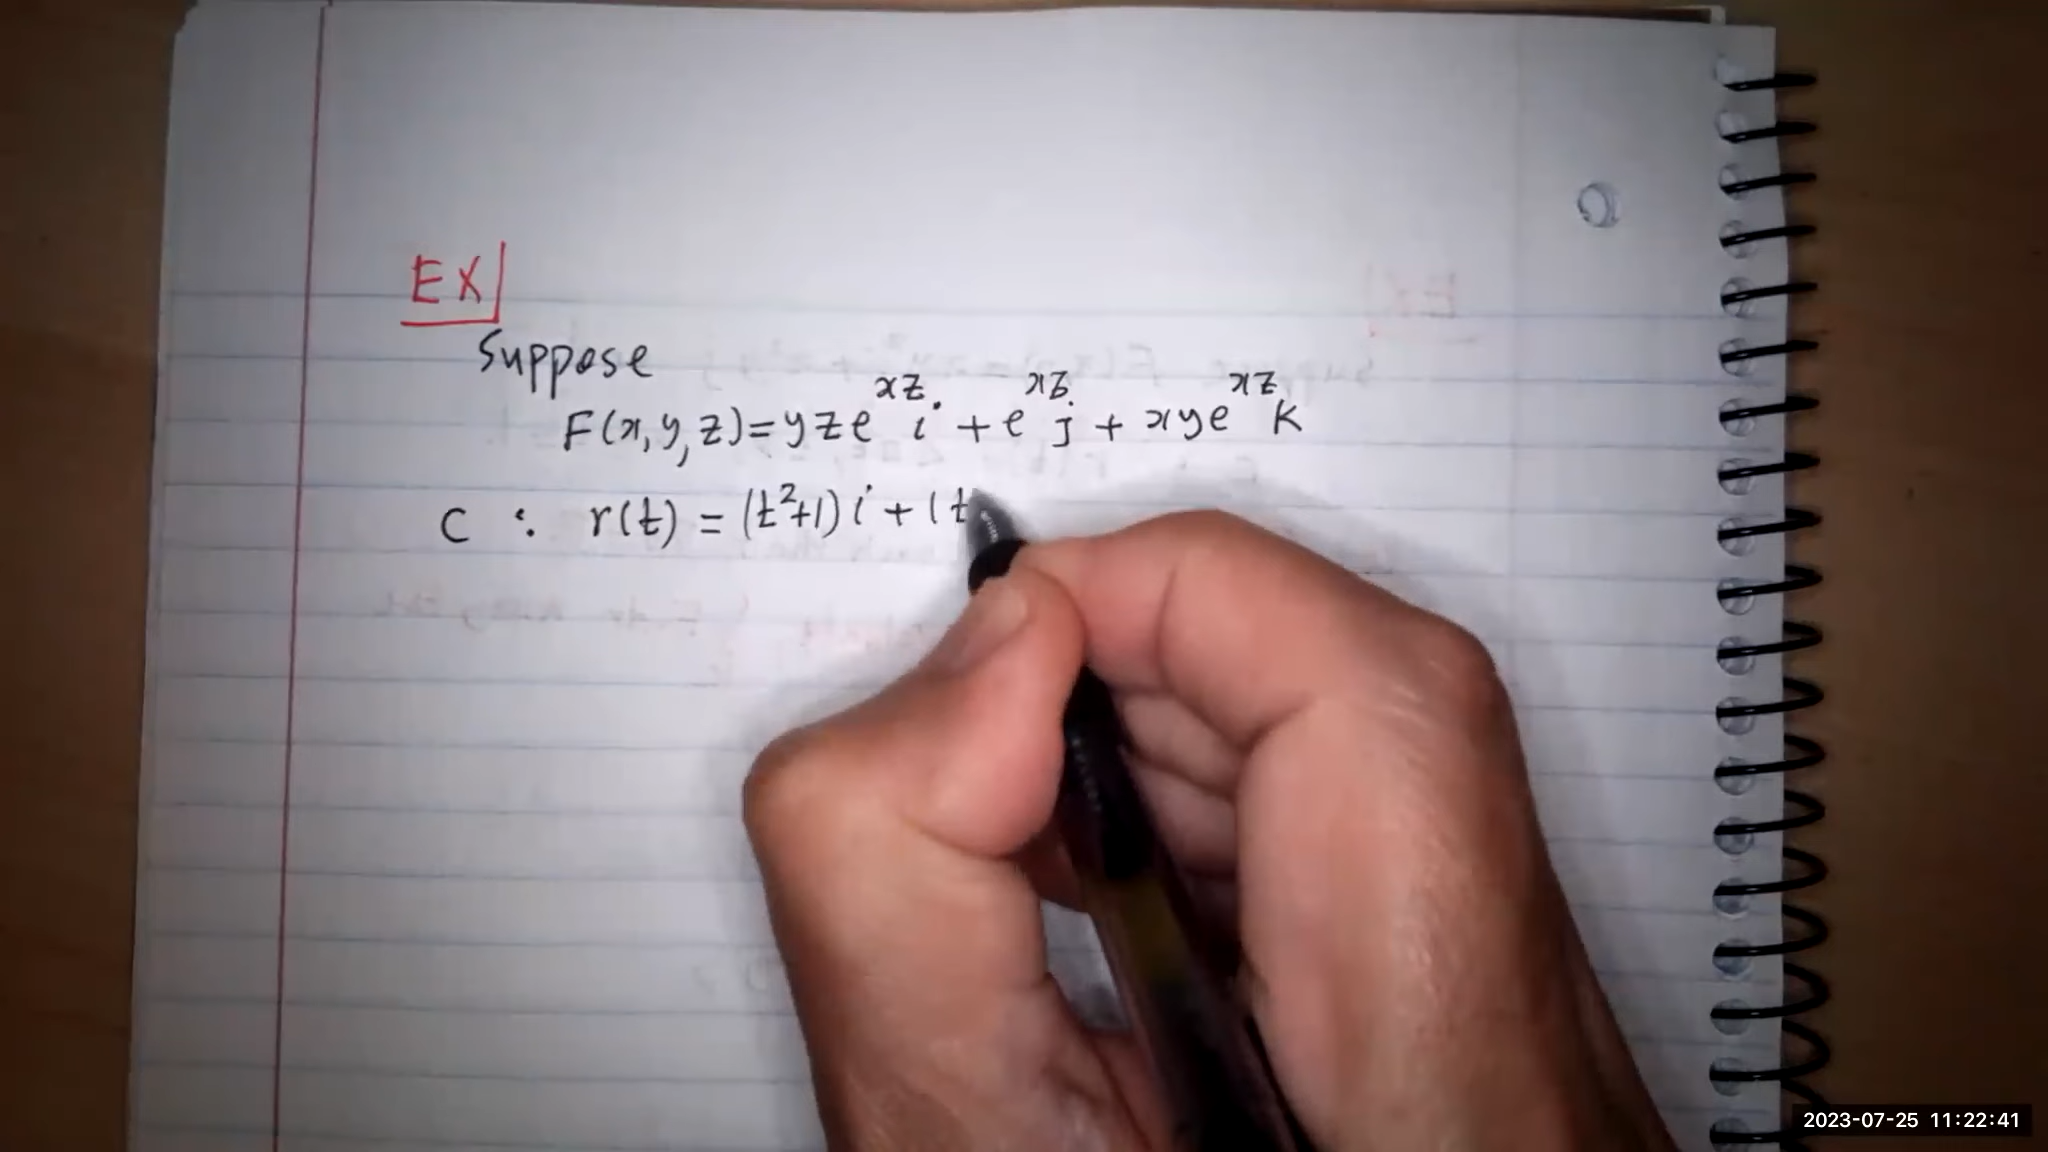 EX
Suppose
F(x,y,z)=yze^{xz} i + e^{xz} j + xye^{xz} k
C : r(t) = (t²+1) i + (t
2023-07-25 11:22:41